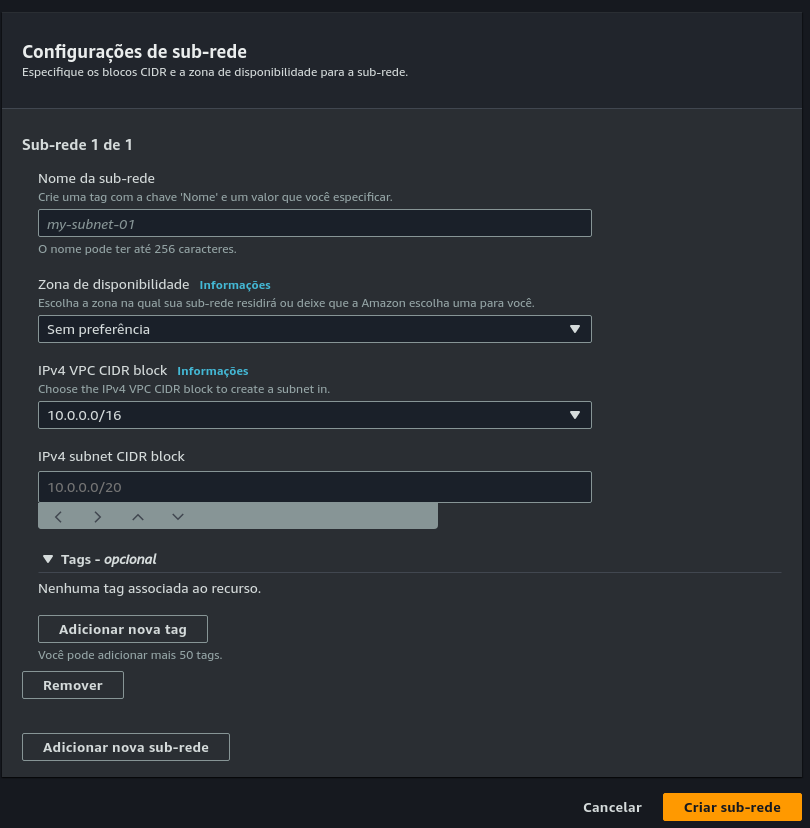 Configurações de sub-rede
Especifique os blocos CIDR e a zona de disponibilidade para a sub-rede.
Sub-rede 1 de 1
Nome da sub-rede
Crie uma tag com a chave 'Nome' e um valor que você especificar.
my-subnet-01
O nome pode ter até 256 caracteres.
Zona de disponibilidade Informações
Escolha a zona na qual sua sub-rede residirá ou deixe que a Amazon escolha uma para você.
Sem preferência
IPv4 VPC CIDR block Informações
Choose the IPv4 VPC CIDR block to create a subnet in.
10.0.0.0/16
IPv4 subnet CIDR block
10.0.0.0/20
Tags - opcional
Nenhuma tag associada ao recurso.
Adicionar nova tag
Você pode adicionar mais 50 tags.
Remover
Adicionar nova sub-rede
Cancelar Criar sub-rede